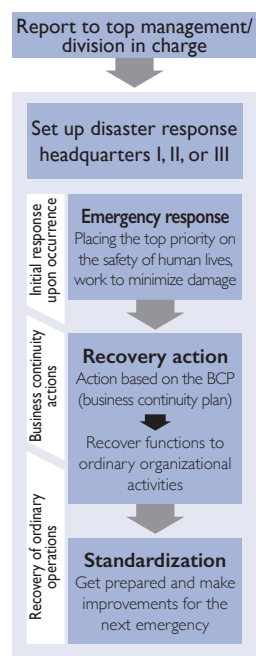 Report to top management/
division in charge
Set up disaster response
headquarters I, II, or III
Initial response
upon occurrence
Emergency response
Placing the top priority on
the safety of human lives,
work to minimize damage
Business continuity
actions
Recovery action
Action based on the BCP
(business continuity plan)
Recover functions to
ordinary organizational
activities
Recovery of ordinary
operations
Standardization
Get prepared and make
improvements for the
next emergency